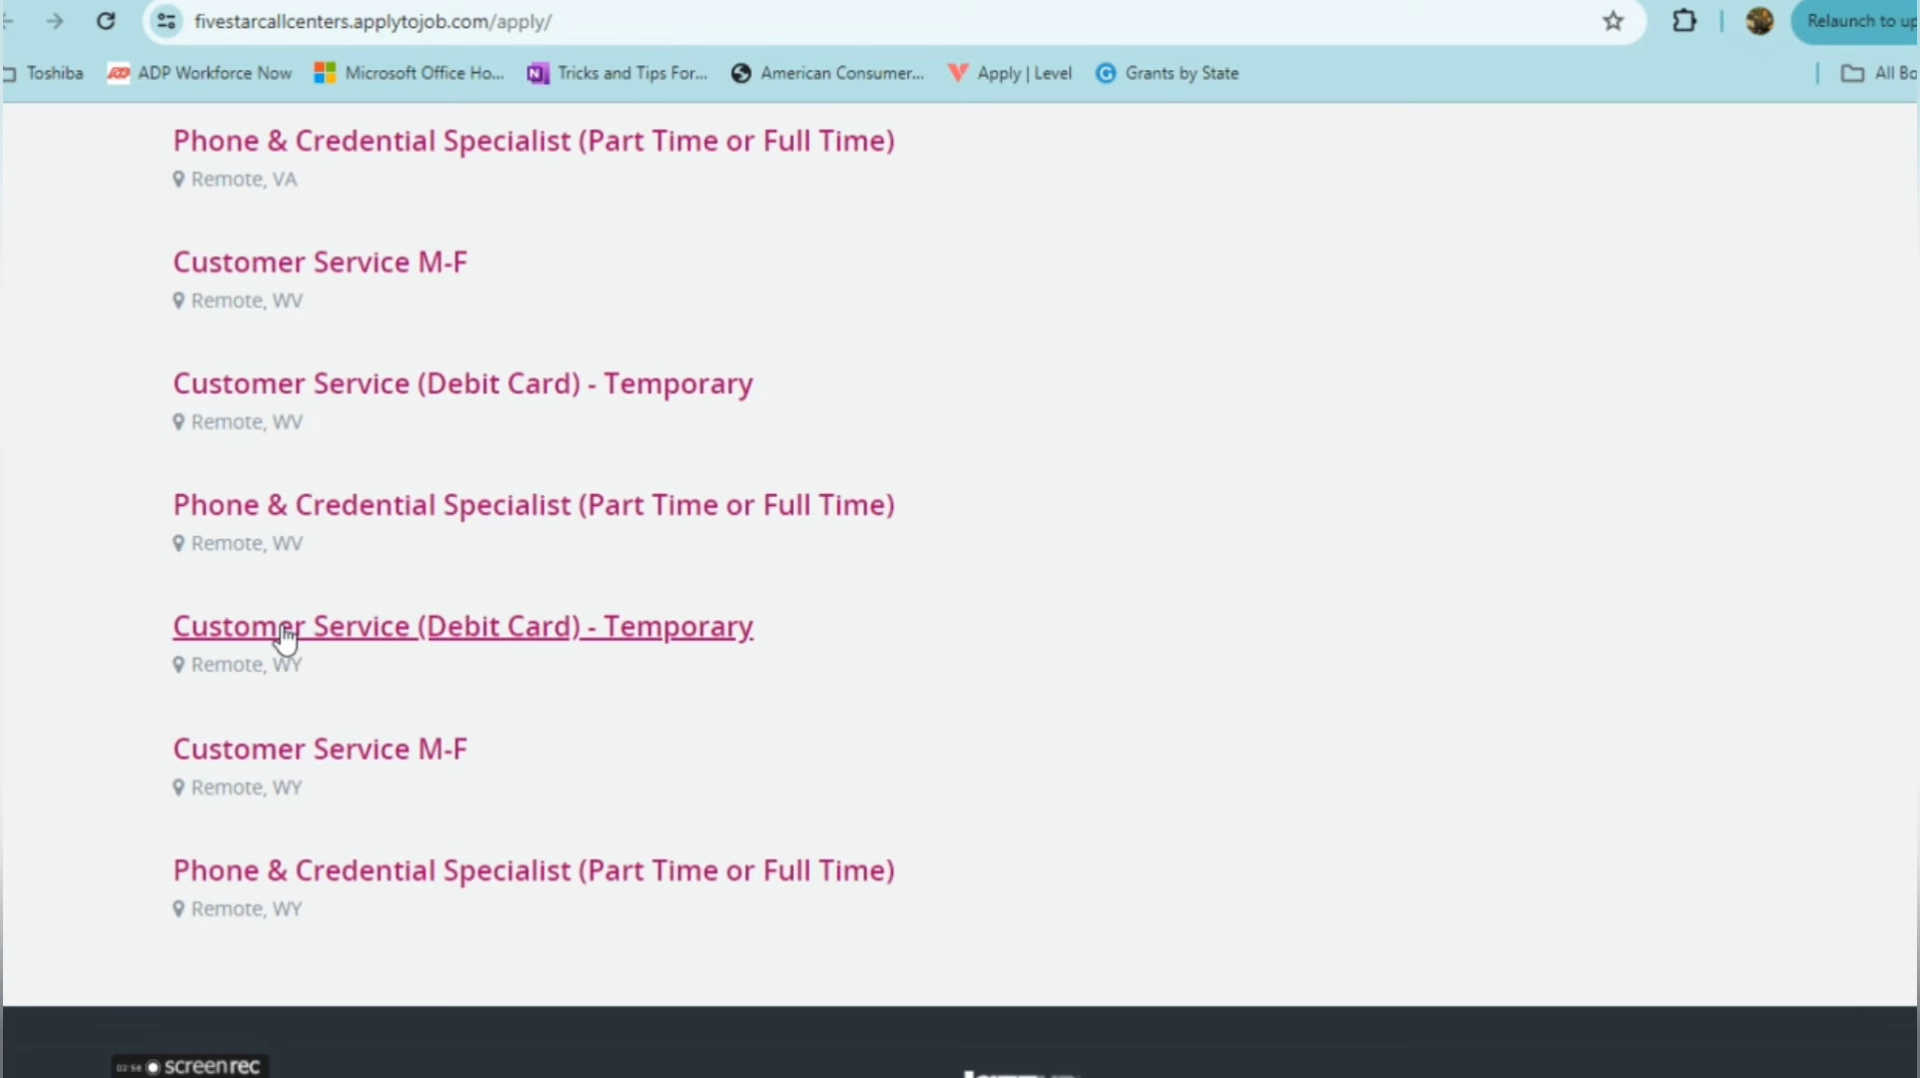 fivestarcallcenters.applytojob.com/apply/
Relaunch to up
Toshiba ADP Workforce Now Microsoft Office Ho... Tricks and Tips For... American Consumer... Apply | Level Grants by State All Bo
Phone & Credential Specialist (Part Time or Full Time)
Remote, VA
Customer Service M-F
Remote, WV
Customer Service (Debit Card) - Temporary
Remote, WV
Phone & Credential Specialist (Part Time or Full Time)
Remote, WV
Customer Service (Debit Card) - Temporary
Remote, WY
Customer Service M-F
Remote, WY
Phone & Credential Specialist (Part Time or Full Time)
Remote, WY
02:56 screenrec